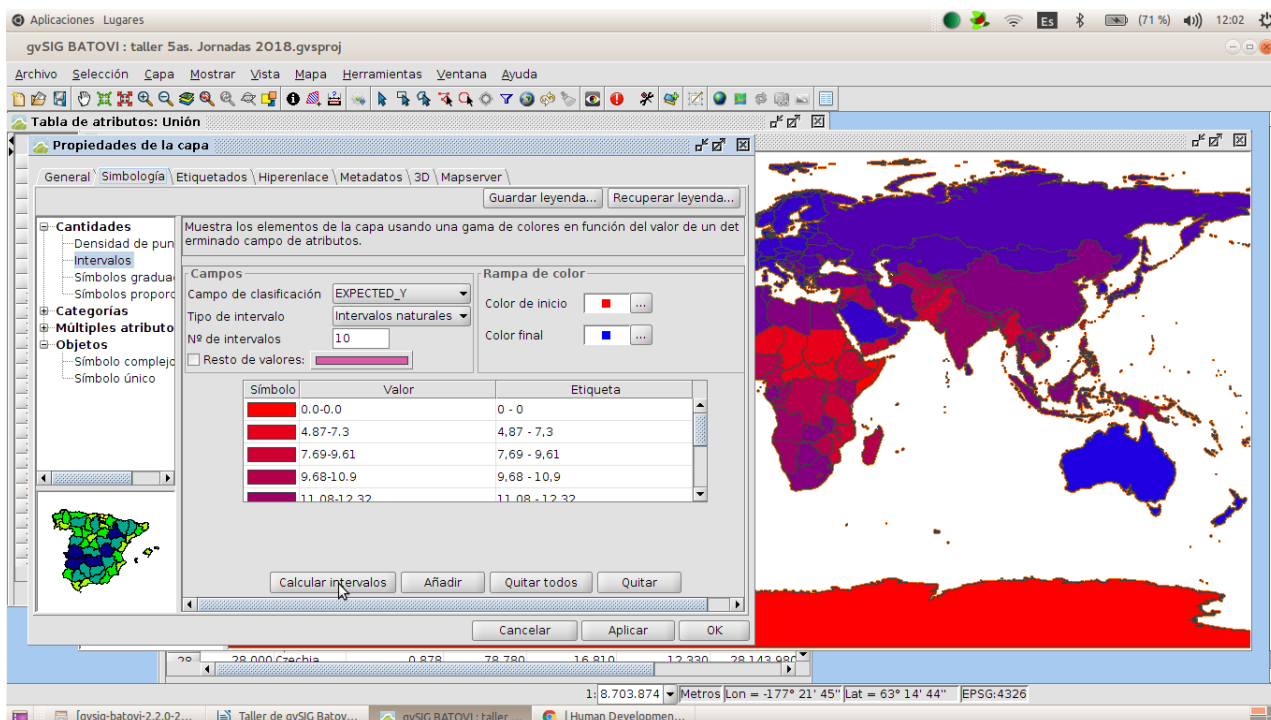 Aplicaciones Lugares
Es
(71 %)
12:02
gvSIG BATOVI : taller 5as. Jornadas 2018.gvsproj
Archivo Selección Capa Mostrar Vista Mapa Herramientas Ventana Ayuda
Tabla de atributos: Unión
Propiedades de la capa
General Simbología Etiquetados Hiperenlace Metadatos 3D Mapserver
Guardar leyenda... Recuperar leyenda...
Cantidades
Densidad de pun
Intervalos
Símbolos gradua
Símbolos proporc
Categorías
Múltiples atributo
Objetos
Símbolo complejo
Símbolo único
Muestra los elementos de la capa usando una gama de colores en función del valor de un det
erminado campo de atributos.
Campos
Campo de clasificación EXPECTED_Y
Tipo de intervalo Intervalos naturales
Nº de intervalos 10
Resto de valores:
Rampa de color
Color de inicio ...
Color final ...
Símbolo Valor Etiqueta
0.0-0.0 0 - 0
4.87-7.3 4,87 - 7,3
7.69-9.61 7,69 - 9,61
9.68-10.9 9,68 - 10,9
11.08-12.32 11,08 - 12,32
Calcular intervalos Añadir Quitar todos Quitar
Cancelar Aplicar OK
28 28.000 Czechia 0.878 78.780 16.810 12.330 28.143.980
1: 8.703.874 Metros Lon = -177° 21' 45" Lat = 63° 14' 44" EPSG:4326
[gvsig-batovi-2.2.0-2... Taller de gvSIG Batov... gvSIG BATOVI : taller ... | Human Developmen...